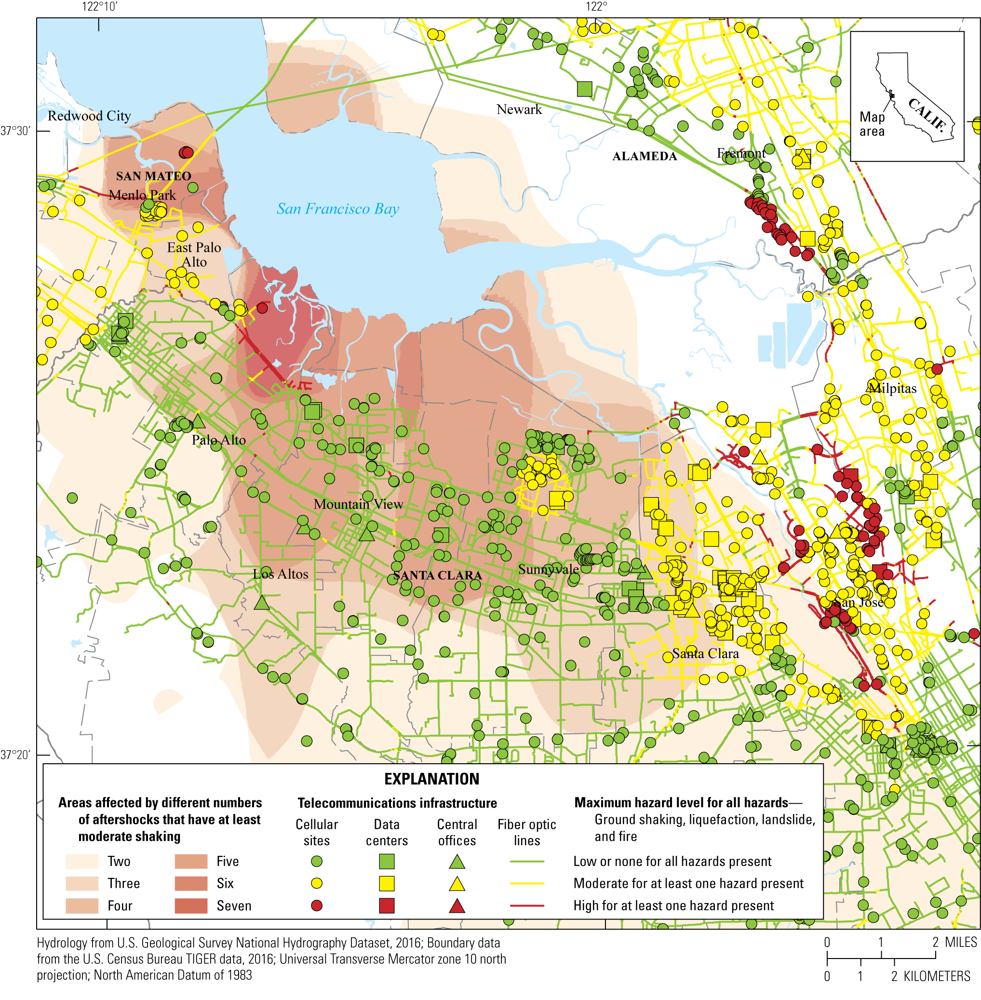 122°10′
122°
Redwood City
Newark
CALIF.
Map
area
37°30′
Fremont
ALAMEDA
SAN MATEO
Menlo Park
San Francisco Bay
East Palo
Alto
Milpitas
Palo Alto
Mountain View
Los Altos
SANTA CLARA
Sunnyvale
San Jose
Santa Clara
37°20′
EXPLANATION
Areas affected by different numbers
of aftershocks that have at least
moderate shaking
Two
Three
Four
Five
Six
Seven
Telecommunications infrastructure
Cellular
sites
Data
centers
Central
offices
Fiber optic
lines
Maximum hazard level for all hazards—
Ground shaking, liquefaction, landslide,
and fire
Low or none for all hazards present
Moderate for at least one hazard present
High for at least one hazard present
Hydrology from U.S. Geological Survey National Hydrography Dataset, 2016; Boundary data
from the U.S. Census Bureau TIGER data, 2016; Universal Transverse Mercator zone 10 north
projection; North American Datum of 1983
0 1 2 MILES
0 1 2 KILOMETERS